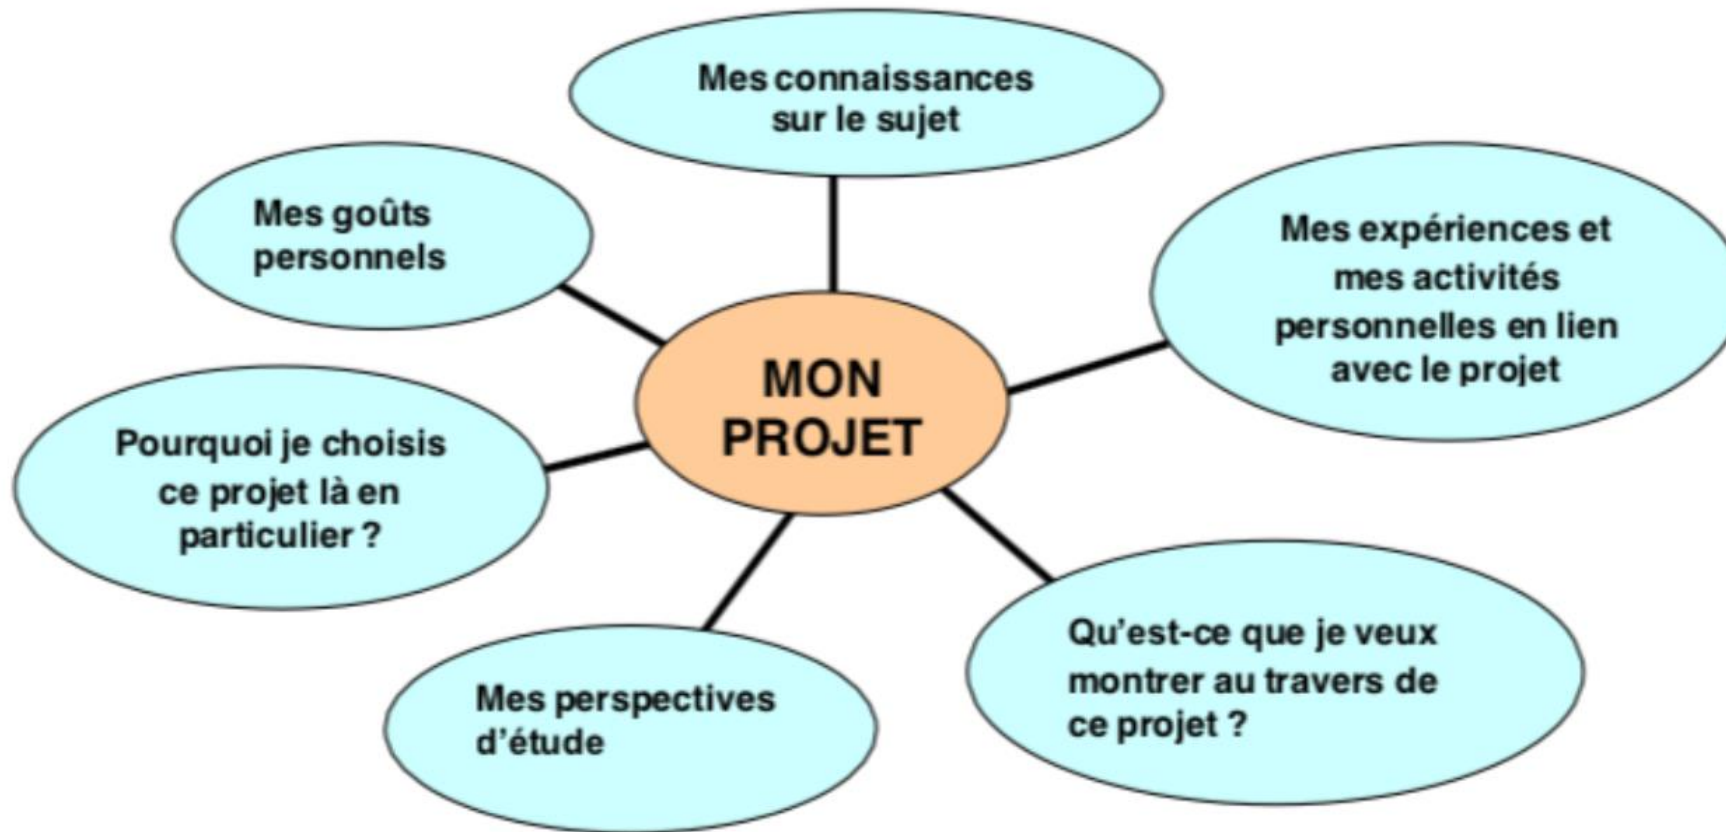 Mes connaissances
sur le sujet
Mes goûts
personnels
Mes expériences et
mes activités
personnelles en lien
avec le projet
MON
PROJET
Pourquoi je choisis
ce projet là en
particulier ?
Qu’est-ce que je veux
montrer au travers de
ce projet ?
Mes perspectives
d’étude